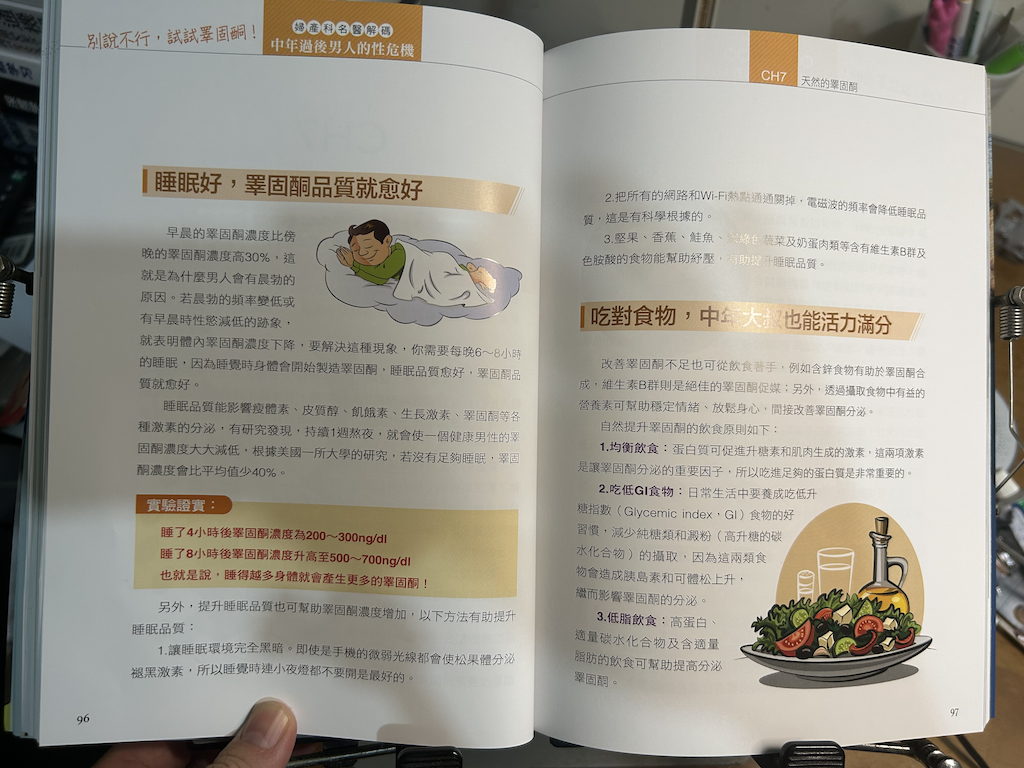 別說不行，試試睪固酮！
婦產科名醫解碼
中年過後男人的性危機
睡眠好，睪固酮品質就愈好
早晨的睪固酮濃度比傍
晚的睪固酮濃度高30%，這
就是為什麼男人會有晨勃的
原因。若晨勃的頻率變低或
有早晨時性慾減低的跡象，
就表明體內睪固酮濃度下降，要解決這種現象，你需要每晚6～8小時
的睡眠，因為睡覺時身體會開始製造睪固酮，睡眠品質愈好，睪固酮品
質就愈好。
睡眠品質能影響瘦體素、皮質醇、飢餓素、生長激素、睪固酮等各
種激素的分泌，有研究發現，持續1週熬夜，就會使一個健康男性的睪
固酮濃度大大減低，根據美國一所大學的研究，若沒有足夠睡眠，睪固
酮濃度會比平均值少40%。
實驗證實：
睡了4小時後睪固酮濃度為200～300ng/dl
睡了8小時後睪固酮濃度升高至500～700ng/dl
也就是說，睡得越多身體就會產生更多的睪固酮！
另外，提升睡眠品質也可幫助睪固酮濃度增加，以下方法有助提升
睡眠品質：
1.讓睡眠環境完全黑暗。即使是手機的微弱光線都會使松果體分泌
褪黑激素，所以睡覺時連小夜燈都不要開是最好的。
96
CH7
天然的睪固酮
2.把所有的網路和Wi-Fi熱點通通關掉，電磁波的頻率會降低睡眠品
質，這是有科學根據的。
3.堅果、香蕉、鮭魚、綠色蔬菜及奶蛋肉類等含有維生素B群及
色胺酸的食物能幫助紓壓，有助提升睡眠品質。
吃對食物，中年大叔也能活力滿分
改善睪固酮不足也可從飲食著手，例如含鋅食物有助於睪固酮合
成，維生素B群則是絕佳的睪固酮促媒；另外，透過攝取食物中有益的
營養素可幫助穩定情緒、放鬆身心，間接改善睪固酮分泌。
自然提升睪固酮的飲食原則如下：
1.均衡飲食：蛋白質可促進升糖素和肌肉生成的激素，這兩項激素
是讓睪固酮分泌的重要因子，所以吃進足夠的蛋白質是非常重要的。
2.吃低GI食物：日常生活中要養成吃低升
糖指數（Glycemic index，GI）食物的好
習慣，減少純糖類和澱粉（高升糖的碳
水化合物）的攝取，因為這兩類食
物會造成胰島素和可體松上升，
繼而影響睪固酮的分泌。
3.低脂飲食：高蛋白、
適量碳水化合物及含適量
脂肪的飲食可幫助提高分泌
睪固酮。
97